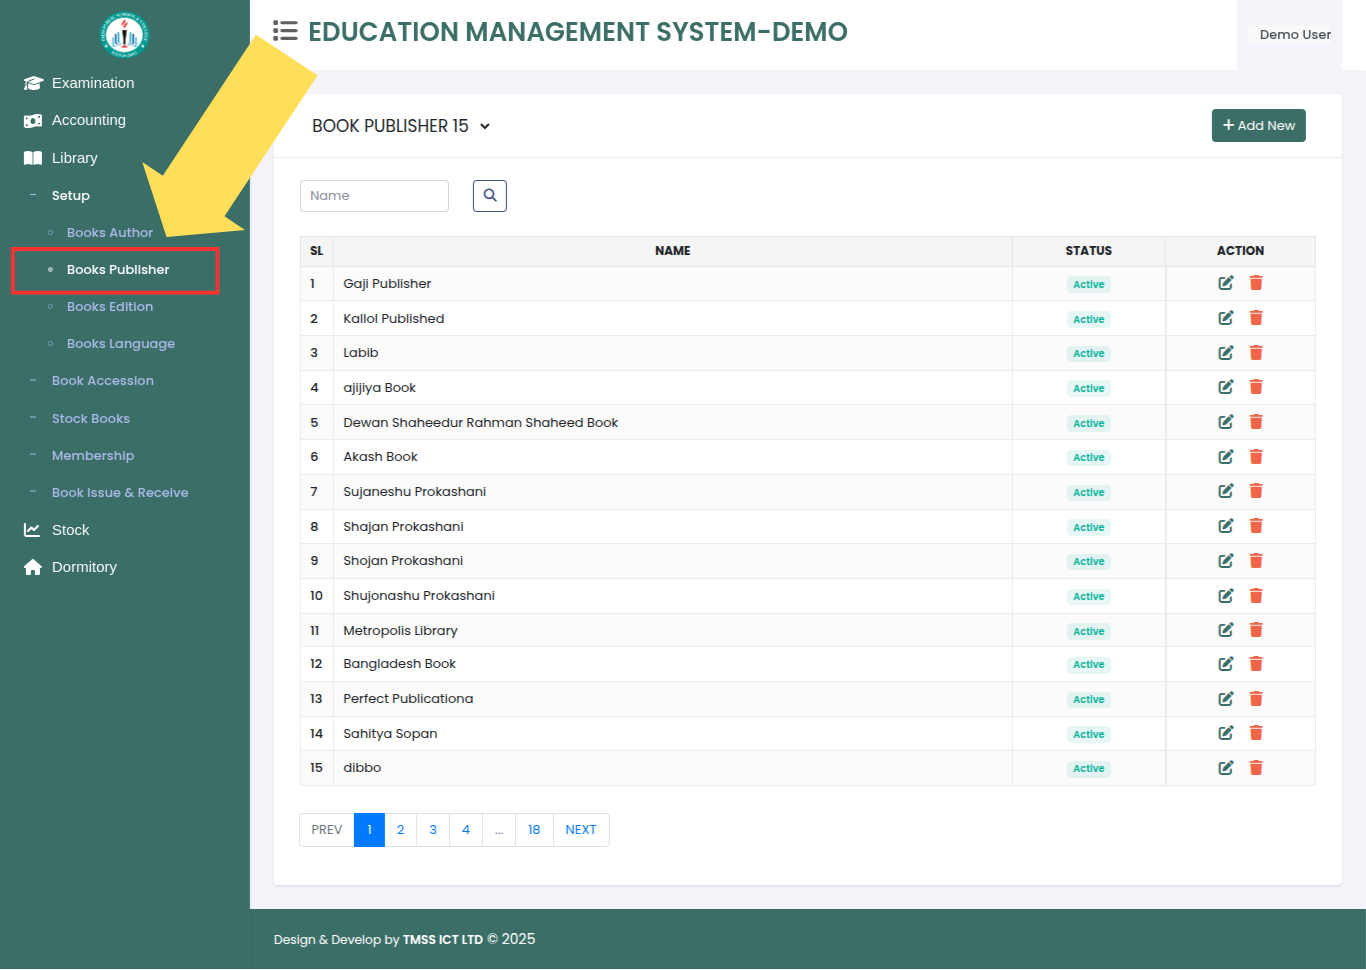 EDUCATION MANAGEMENT SYSTEM-DEMO
Demo User
Examination
Accounting
Library
Setup
Books Author
Books Publisher
Books Edition
Books Language
Book Accession
Stock Books
Membership
Book Issue & Receive
Stock
Dormitory
BOOK PUBLISHER 15
Add New
Name
SL NAME STATUS ACTION
1 Gaji Publisher Active
2 Kallol Published Active
3 Labib Active
4 ajijiya Book Active
5 Dewan Shaheedur Rahman Shaheed Book Active
6 Akash Book Active
7 Sujaneshu Prokashani Active
8 Shajan Prokashani Active
9 Shojan Prokashani Active
10 Shujonashu Prokashani Active
11 Metropolis Library Active
12 Bangladesh Book Active
13 Perfect Publicationa Active
14 Sahitya Sopan Active
15 dibbo Active
PREV 1 2 3 4 ... 18 NEXT
Design & Develop by TMSS ICT LTD © 2025